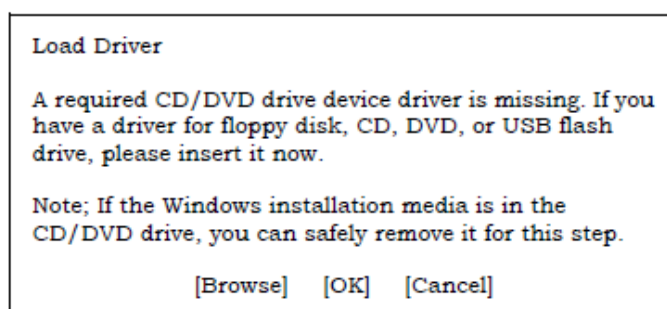 Load Driver
A required CD/DVD drive device driver is missing. If you
have a driver for floppy disk, CD, DVD, or USB flash
drive, please insert it now.
Note; If the Windows installation media is in the
CD/DVD drive, you can safely remove it for this step.
[Browse] [OK] [Cancel]